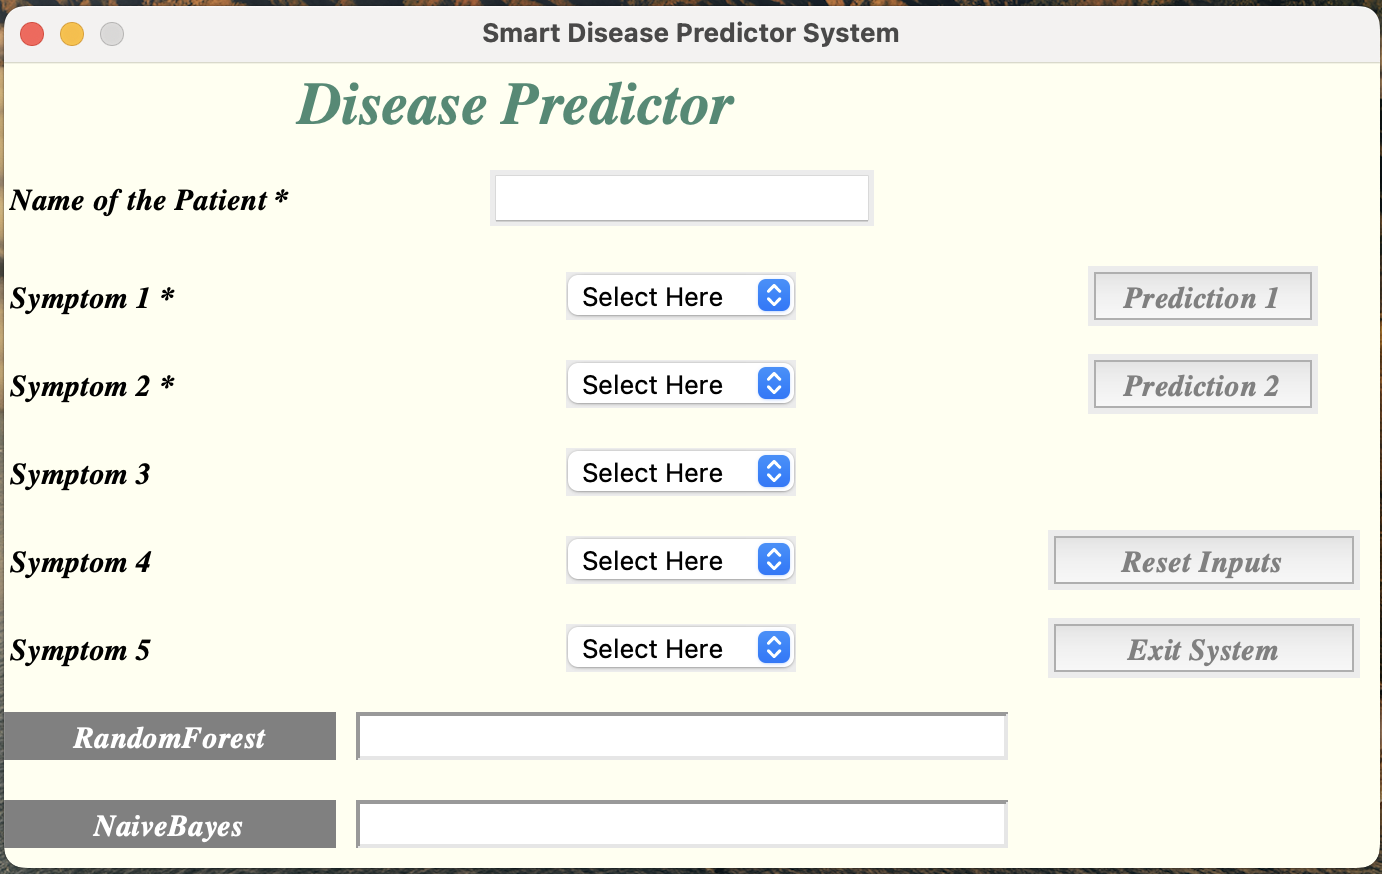 Smart Disease Predictor System
Disease Predictor
Name of the Patient *
Symptom 1 * Select Here Prediction 1
Symptom 2 * Select Here Prediction 2
Symptom 3 Select Here
Symptom 4 Select Here Reset Inputs
Symptom 5 Select Here Exit System
RandomForest
NaiveBayes